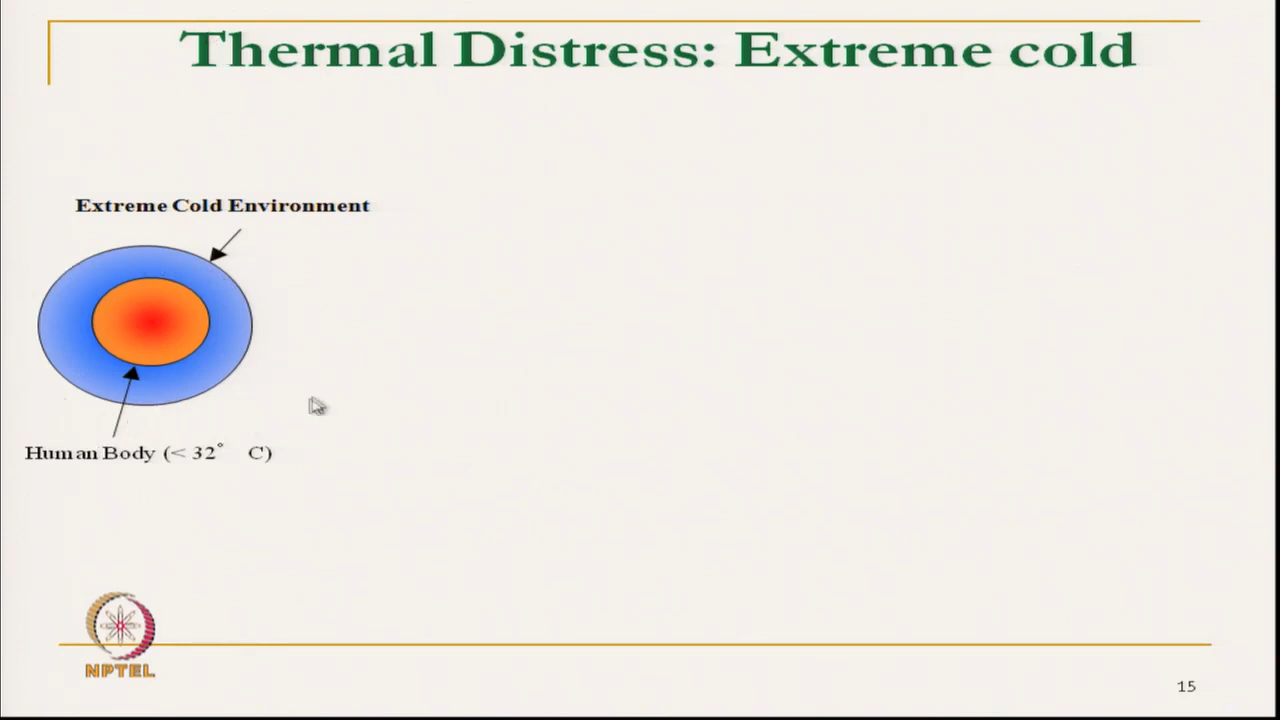 Thermal Distress: Extreme cold
Extreme Cold Environment
Human Body (< 32° C)
NPTEL
15